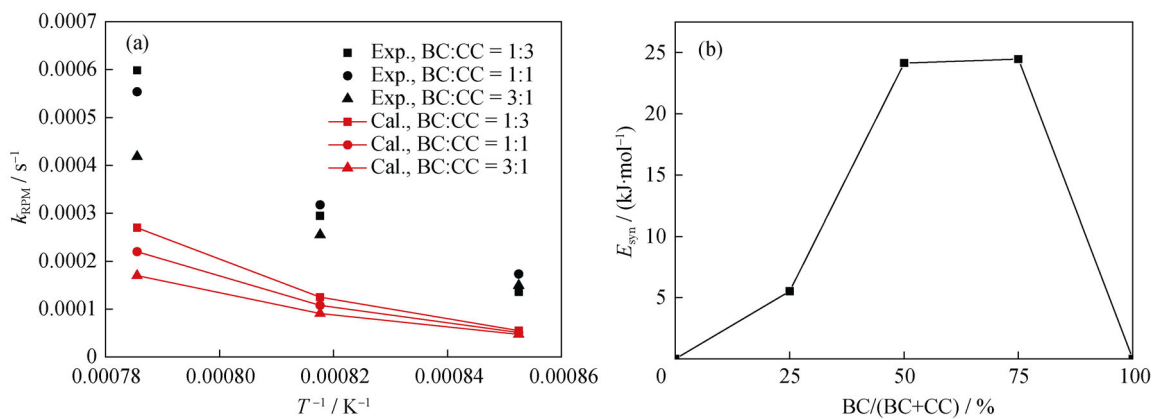 (a)
Exp., BC:CC = 1:3
Exp., BC:CC = 1:1
Exp., BC:CC = 3:1
Cal., BC:CC = 1:3
Cal., BC:CC = 1:1
Cal., BC:CC = 3:1
0.0007
0.0006
0.0005
0.0004
0.0003
0.0002
0.0001
0
k_RPM / s⁻¹
0.00078 0.00080 0.00082 0.00084 0.00086
T⁻¹ / K⁻¹
(b)
25
20
15
10
5
E_syn / (kJ·mol⁻¹)
0 25 50 75 100
BC/(BC+CC) / %